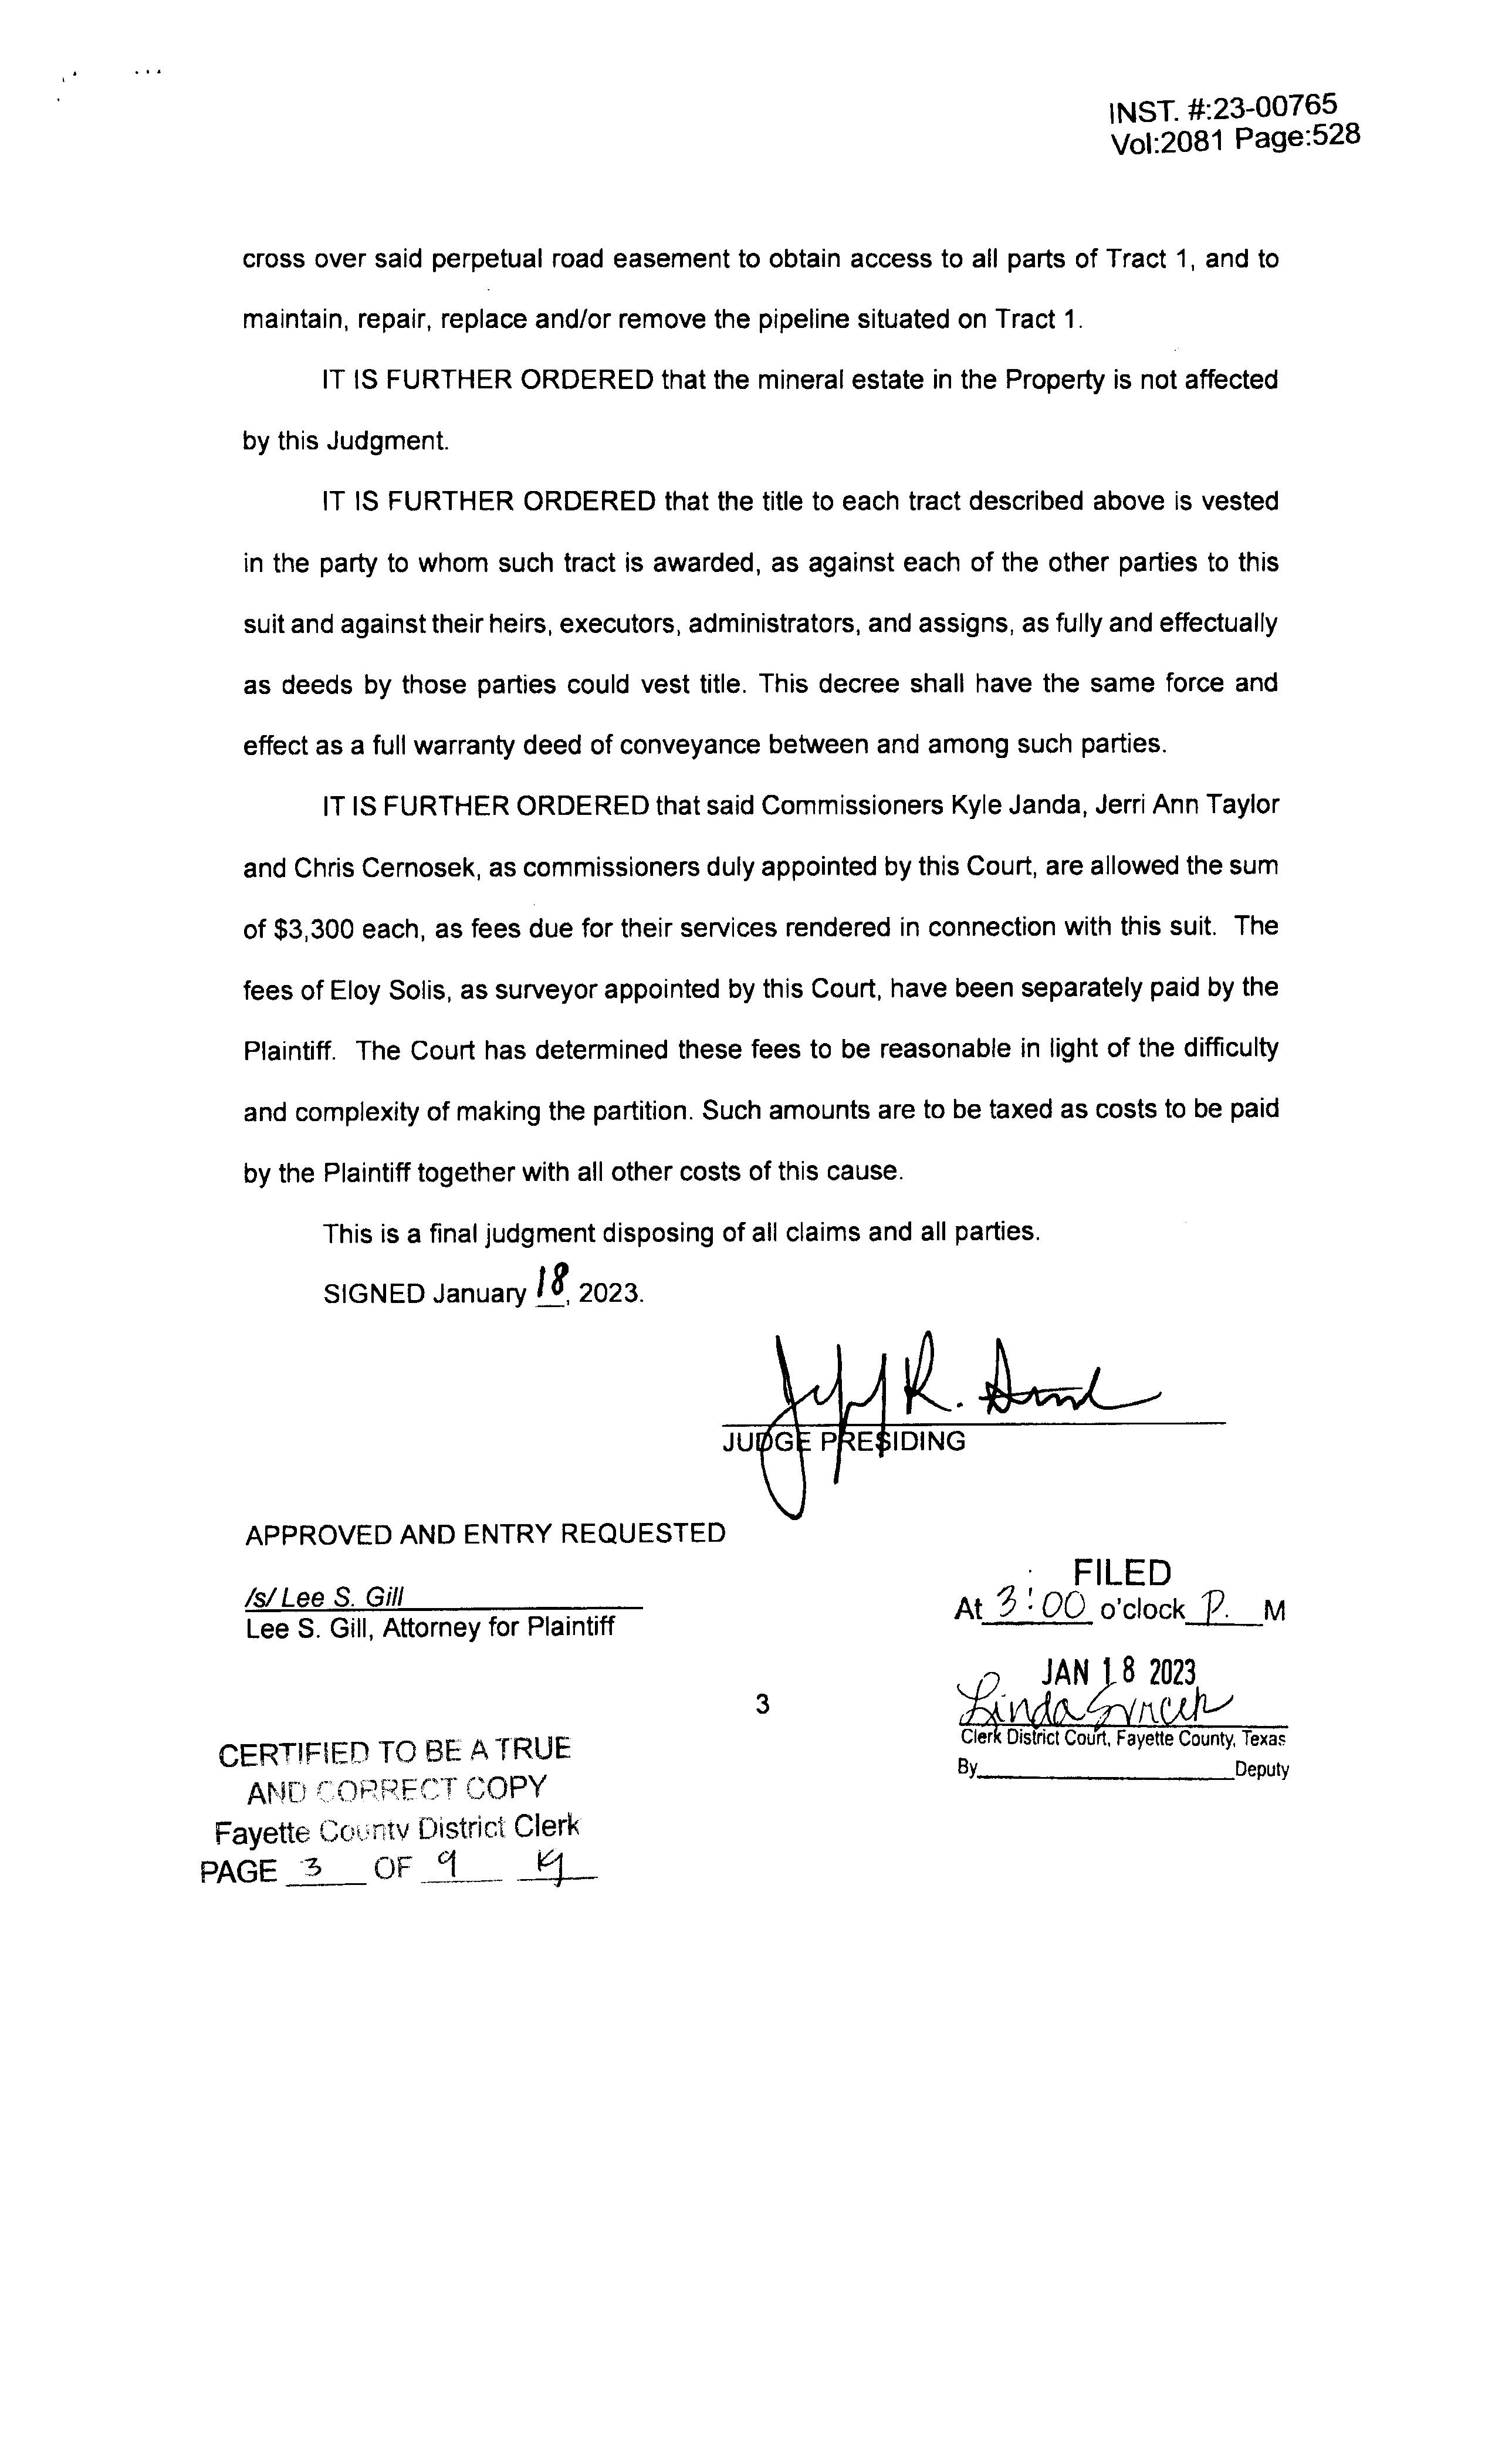 INST. #:23-00765
Vol:2081 Page:528
cross over said perpetual road easement to obtain access to all parts of Tract 1, and to
maintain, repair, replace and/or remove the pipeline situated on Tract 1.
IT IS FURTHER ORDERED that the mineral estate in the Property is not affected
by this Judgment.
IT IS FURTHER ORDERED that the title to each tract described above is vested
in the party to whom such tract is awarded, as against each of the other parties to this
suit and against their heirs, executors, administrators, and assigns, as fully and effectually
as deeds by those parties could vest title. This decree shall have the same force and
effect as a full warranty deed of conveyance between and among such parties.
IT IS FURTHER ORDERED that said Commissioners Kyle Janda, Jerri Ann Taylor
and Chris Cernosek, as commissioners duly appointed by this Court, are allowed the sum
of $3,300 each, as fees due for their services rendered in connection with this suit. The
fees of Eloy Solis, as surveyor appointed by this Court, have been separately paid by the
Plaintiff. The Court has determined these fees to be reasonable in light of the difficulty
and complexity of making the partition. Such amounts are to be taxed as costs to be paid
by the Plaintiff together with all other costs of this cause.
This is a final judgment disposing of all claims and all parties.
SIGNED January 18, 2023.
JUDGE PRESIDING
APPROVED AND ENTRY REQUESTED
/s/ Lee S. Gill
Lee S. Gill, Attorney for Plaintiff
FILED
At 3:00 o'clock P. M
JAN 18 2023
Linda
Clerk District Court, Fayette County, Texas
By Deputy
3
CERTIFIED TO BE A TRUE
AND CORRECT COPY
Fayette County District Clerk
PAGE 3 OF 9